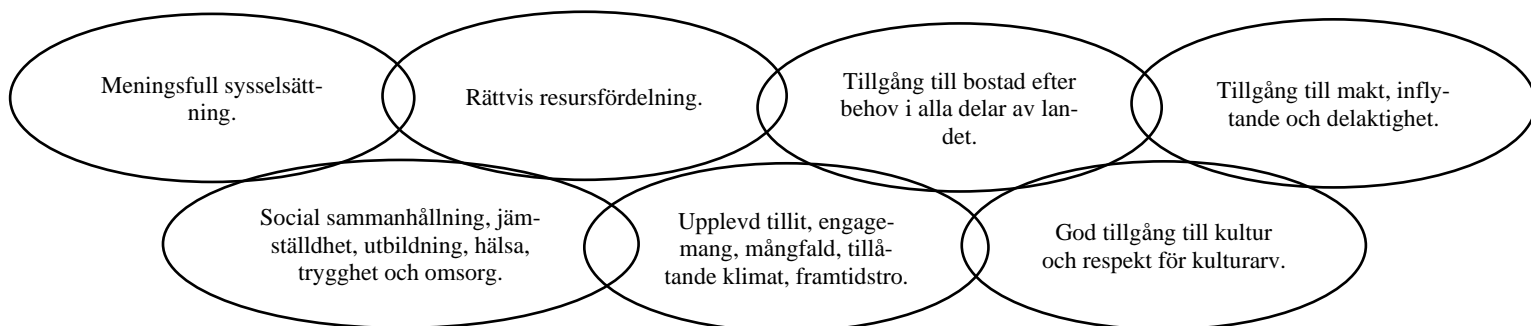 Meningsfull sysselsätt-
ning.
Rättvis resursfördelning.
Tillgång till bostad efter
behov i alla delar av lan-
det.
Tillgång till makt, infly-
tande och delaktighet.
Social sammanhållning, jäm-
ställdhet, utbildning, hälsa,
trygghet och omsorg.
Upplevd tillit, engage-
mang, mångfald, tillå-
tande klimat, framtidstro.
God tillgång till kultur
och respekt för kulturarv.